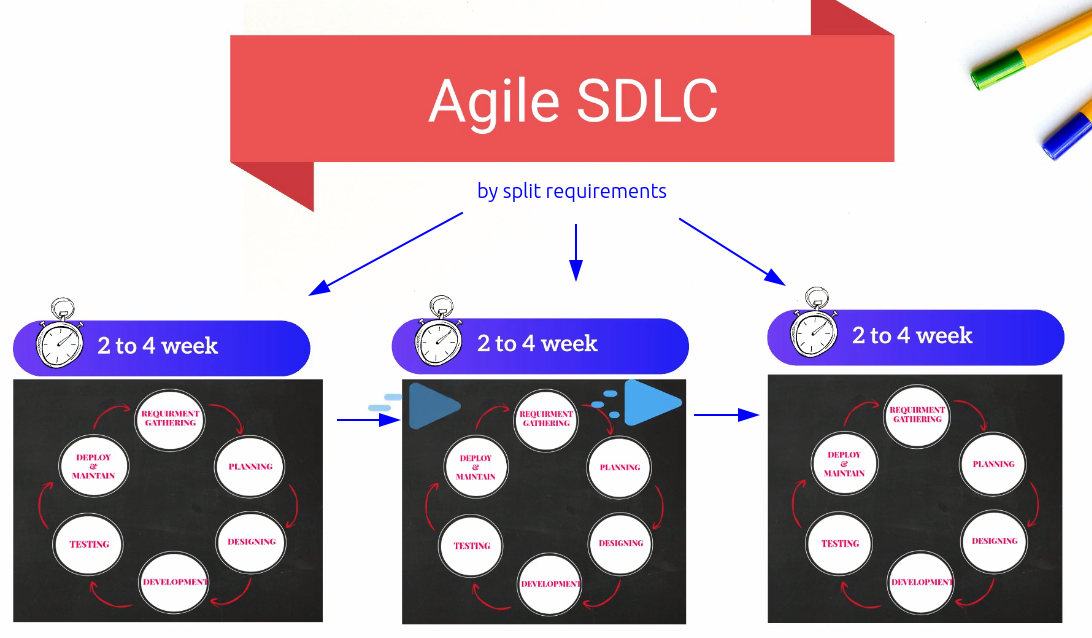 Agile SDLC
by split requirements
2 to 4 week
2 to 4 week
2 to 4 week
REQUIRMENT
GATHERING
PLANNING
DESIGNING
DEVELOPMENT
TESTING
DEPLOY
&
MAINTAIN
REQUIRMENT
GATHERING
PLANNING
DESIGNING
DEVELOPMENT
TESTING
DEPLOY
&
MAINTAIN
REQUIRMENT
GATHERING
PLANNING
DESIGNING
DEVELOPMENT
TESTING
DEPLOY
&
MAINTAIN